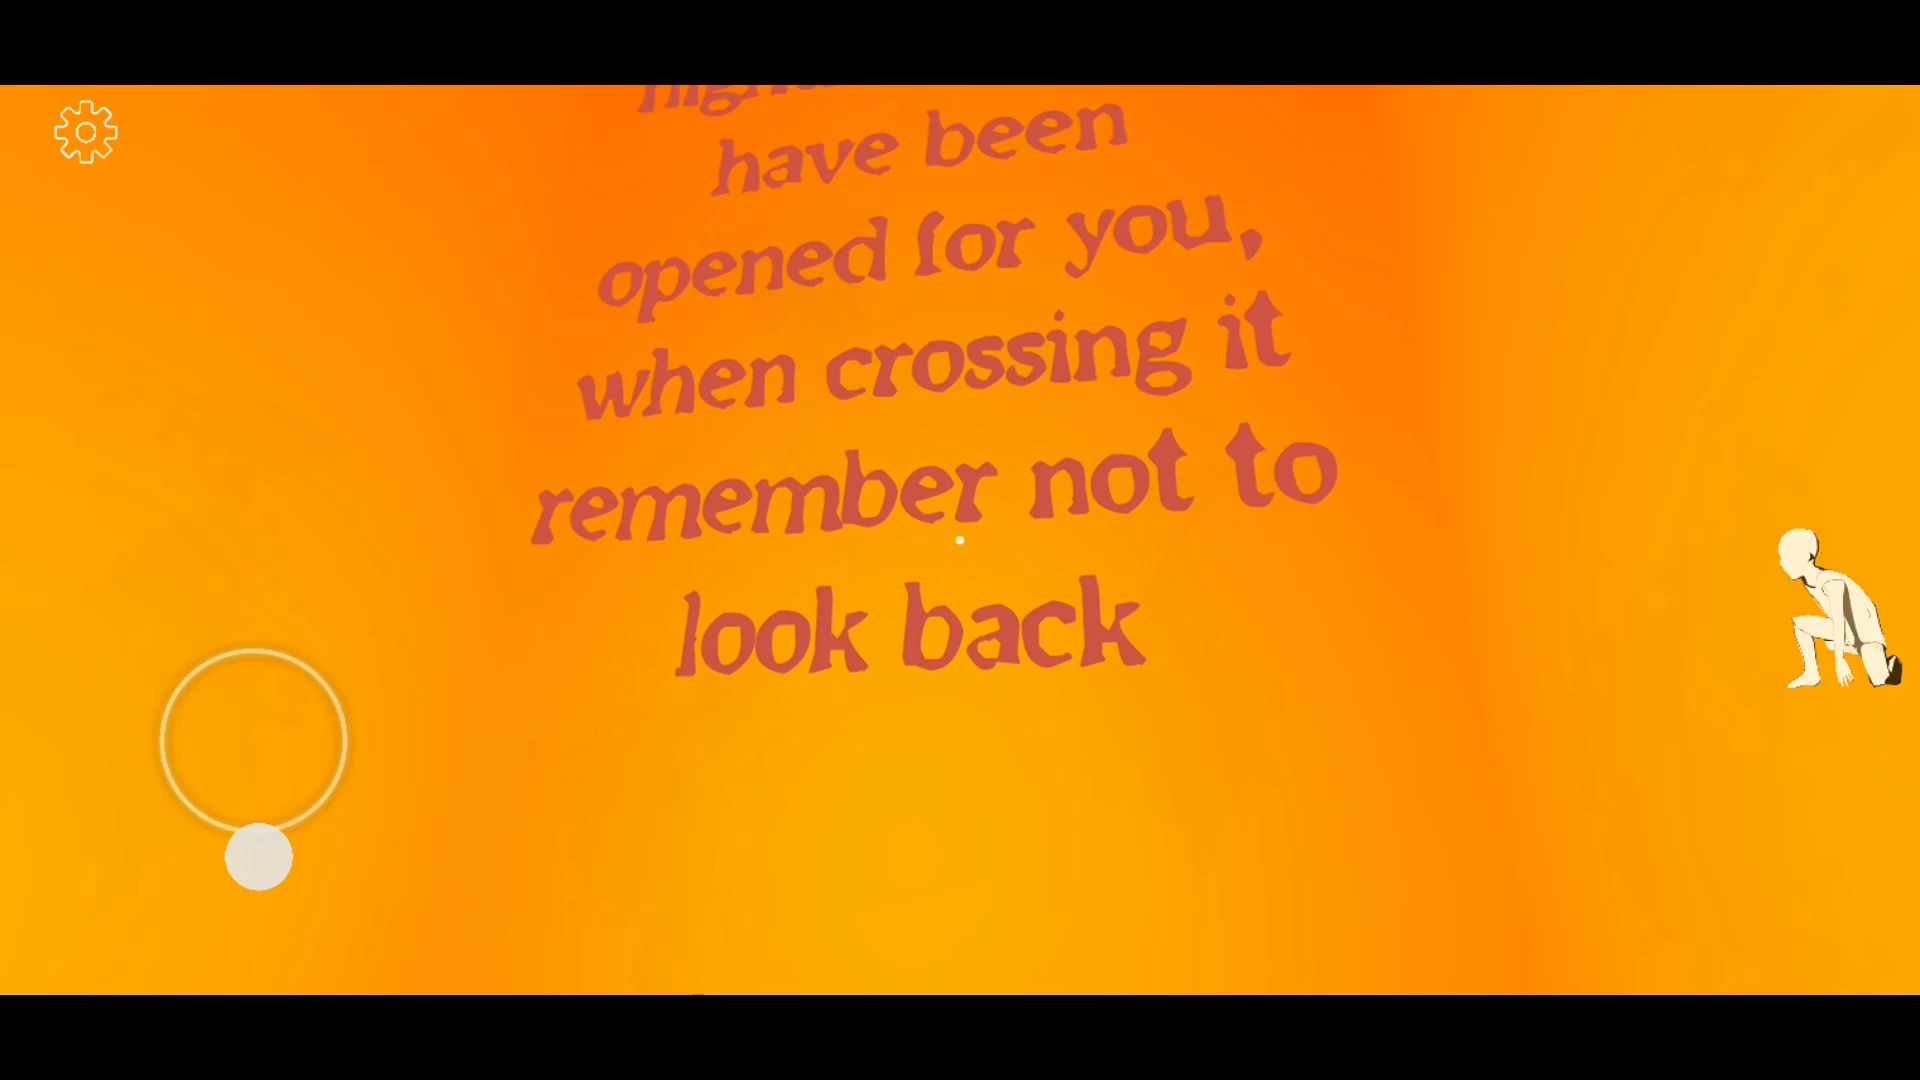 have been
opened for you,
when crossing it
remember not to
look back